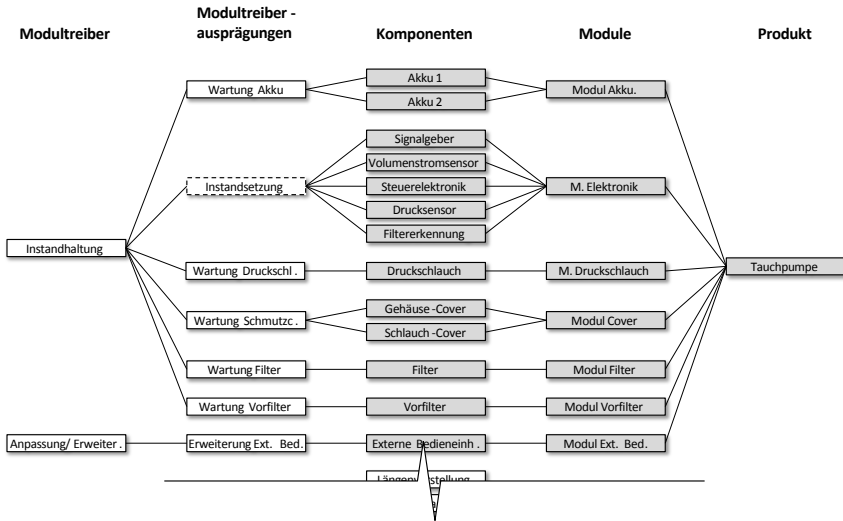 Modultreiber
Modultreiber -
ausprägungen
Komponenten
Module
Produkt
Wartung Akku
Akku 1
Akku 2
Modul Akku.
Instandsetzung
Signalgeber
Volumenstromsensor
Steuerelektronik
Drucksensor
Filtererkennung
M. Elektronik
Instandhaltung
Wartung Druckschl .
Druckschlauch
M. Druckschlauch
Tauchpumpe
Wartung Schmutzc .
Gehäuse -Cover
Schlauch -Cover
Modul Cover
Wartung Filter
Filter
Modul Filter
Wartung Vorfilter
Vorfilter
Modul Vorfilter
Anpassung/ Erweiter .
Erweiterung Ext. Bed.
Externe Bedieneinh .
Modul Ext. Bed.